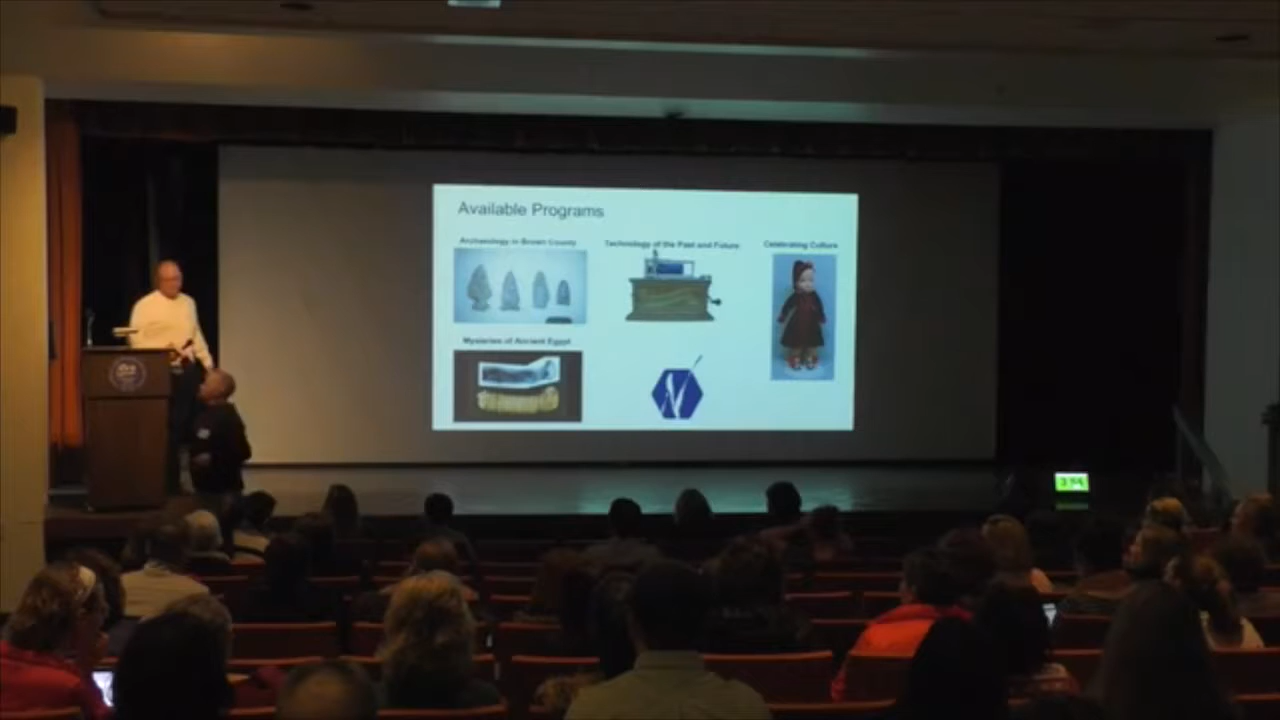 Available Programs
Archaeology in Brown County
Technology of the Past and Future
Celebrating Culture
Mysteries of Ancient Egypt